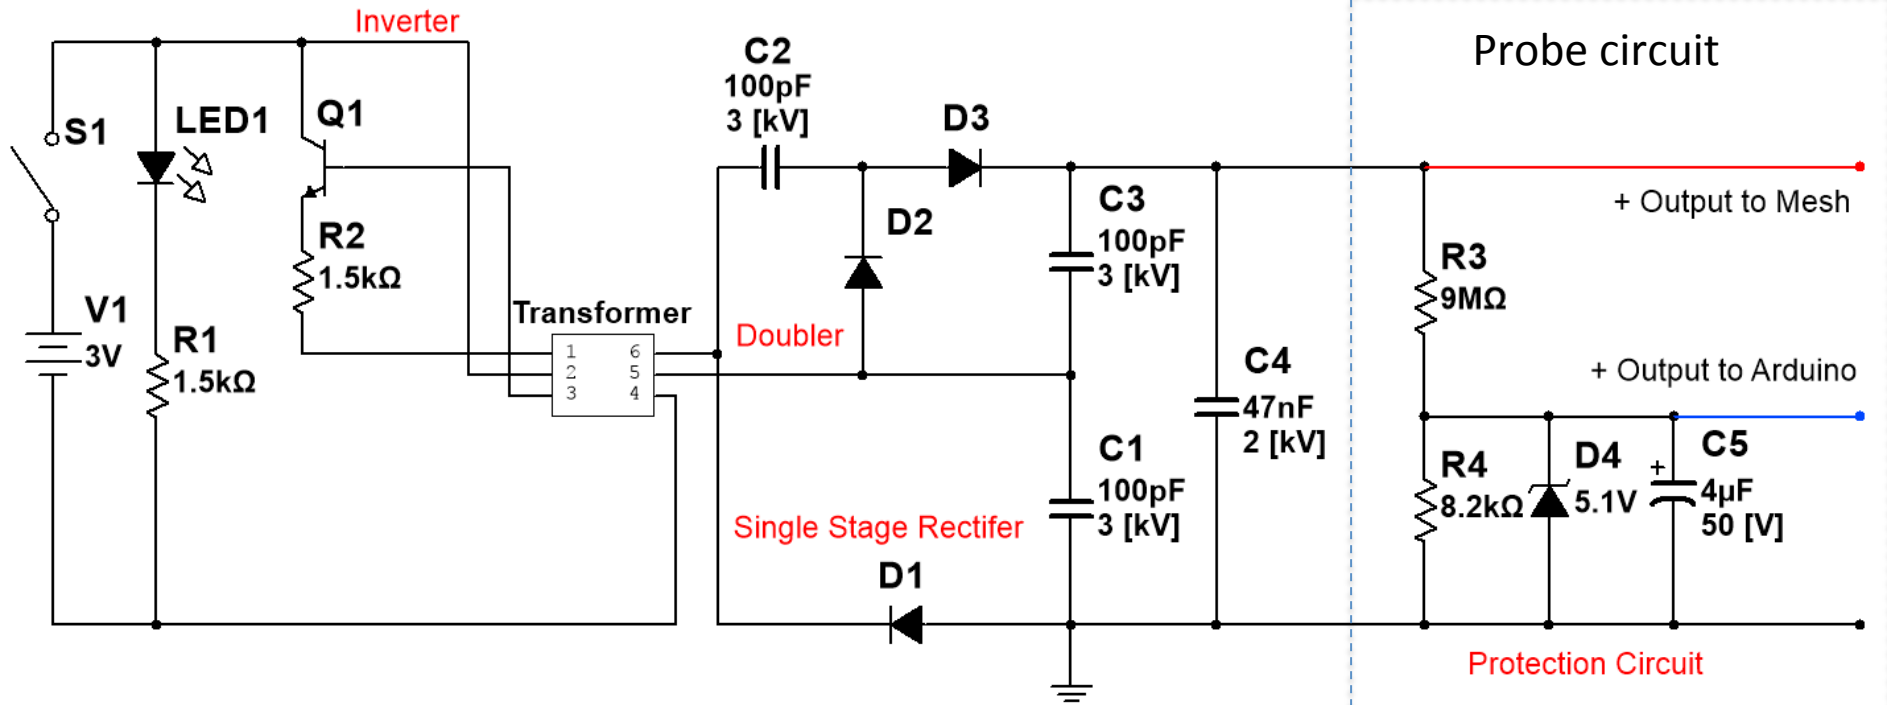 Inverter
Probe circuit
C2
100pF
3 [kV]
S1
LED1
Q1
D3
+ Output to Mesh
C3
100pF
3 [kV]
D2
R2
1.5kΩ
R3
9MΩ
V1
3V
Transformer
1 6
2 5
3 4
Doubler
R1
1.5kΩ
C4
47nF
2 [kV]
+ Output to Arduino
C1
100pF
3 [kV]
R4
8.2kΩ
D4
5.1V
+
C5
4µF
50 [V]
Single Stage Rectifer
D1
Protection Circuit